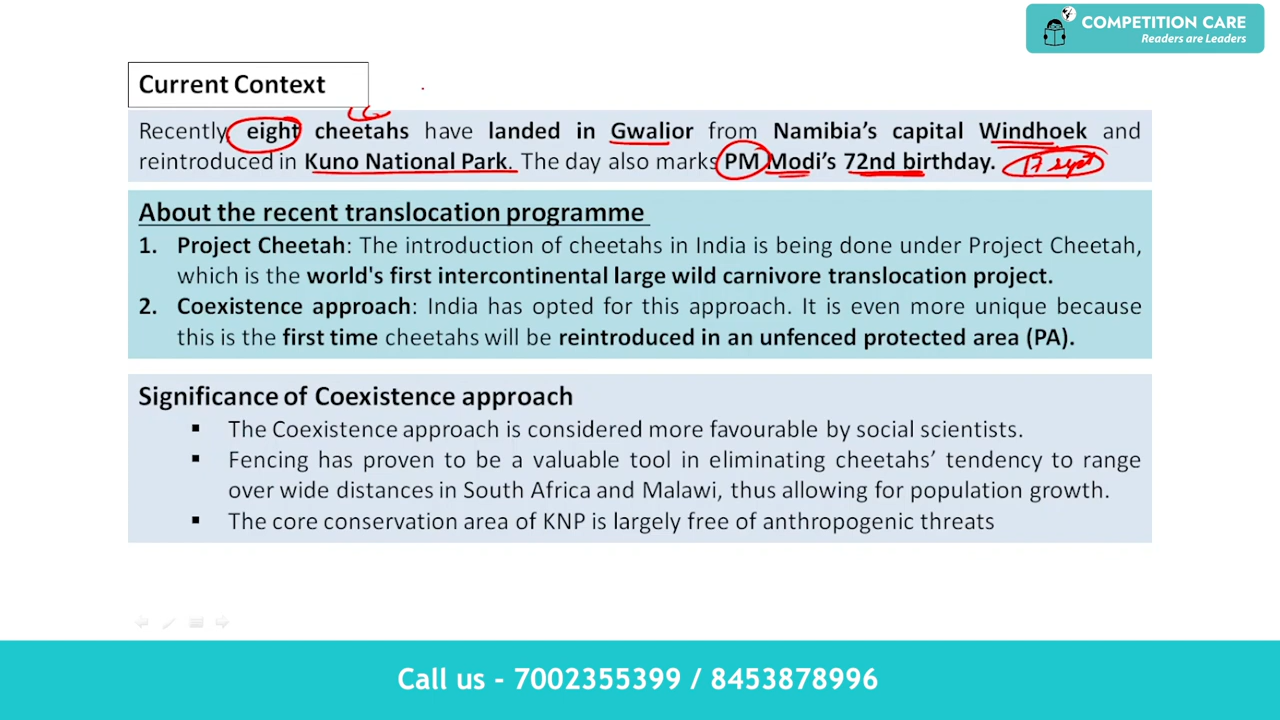 COMPETITION CARE
Readers are Leaders
Current Context
Recently, eight cheetahs have landed in Gwalior from Namibia's capital Windhoek and
reintroduced in Kuno National Park. The day also marks PM Modi's 72nd birthday. 17 sept
About the recent translocation programme
1. Project Cheetah: The introduction of cheetahs in India is being done under Project Cheetah,
which is the world's first intercontinental large wild carnivore translocation project.
2. Coexistence approach: India has opted for this approach. It is even more unique because
this is the first time cheetahs will be reintroduced in an unfenced protected area (PA).
Significance of Coexistence approach
▪ The Coexistence approach is considered more favourable by social scientists.
▪ Fencing has proven to be a valuable tool in eliminating cheetahs' tendency to range
over wide distances in South Africa and Malawi, thus allowing for population growth.
▪ The core conservation area of KNP is largely free of anthropogenic threats
Call us - 7002355399 / 8453878996